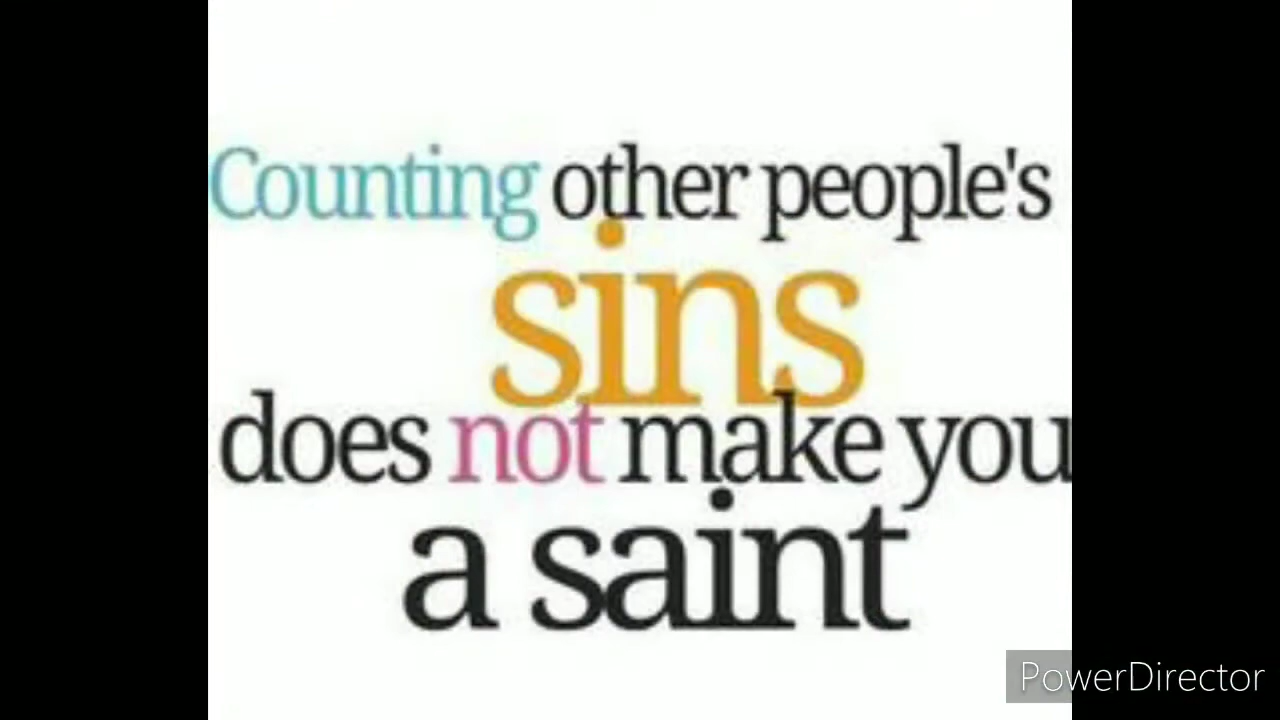 Counting other people's
sins
does not make you
a saint
PowerDirector